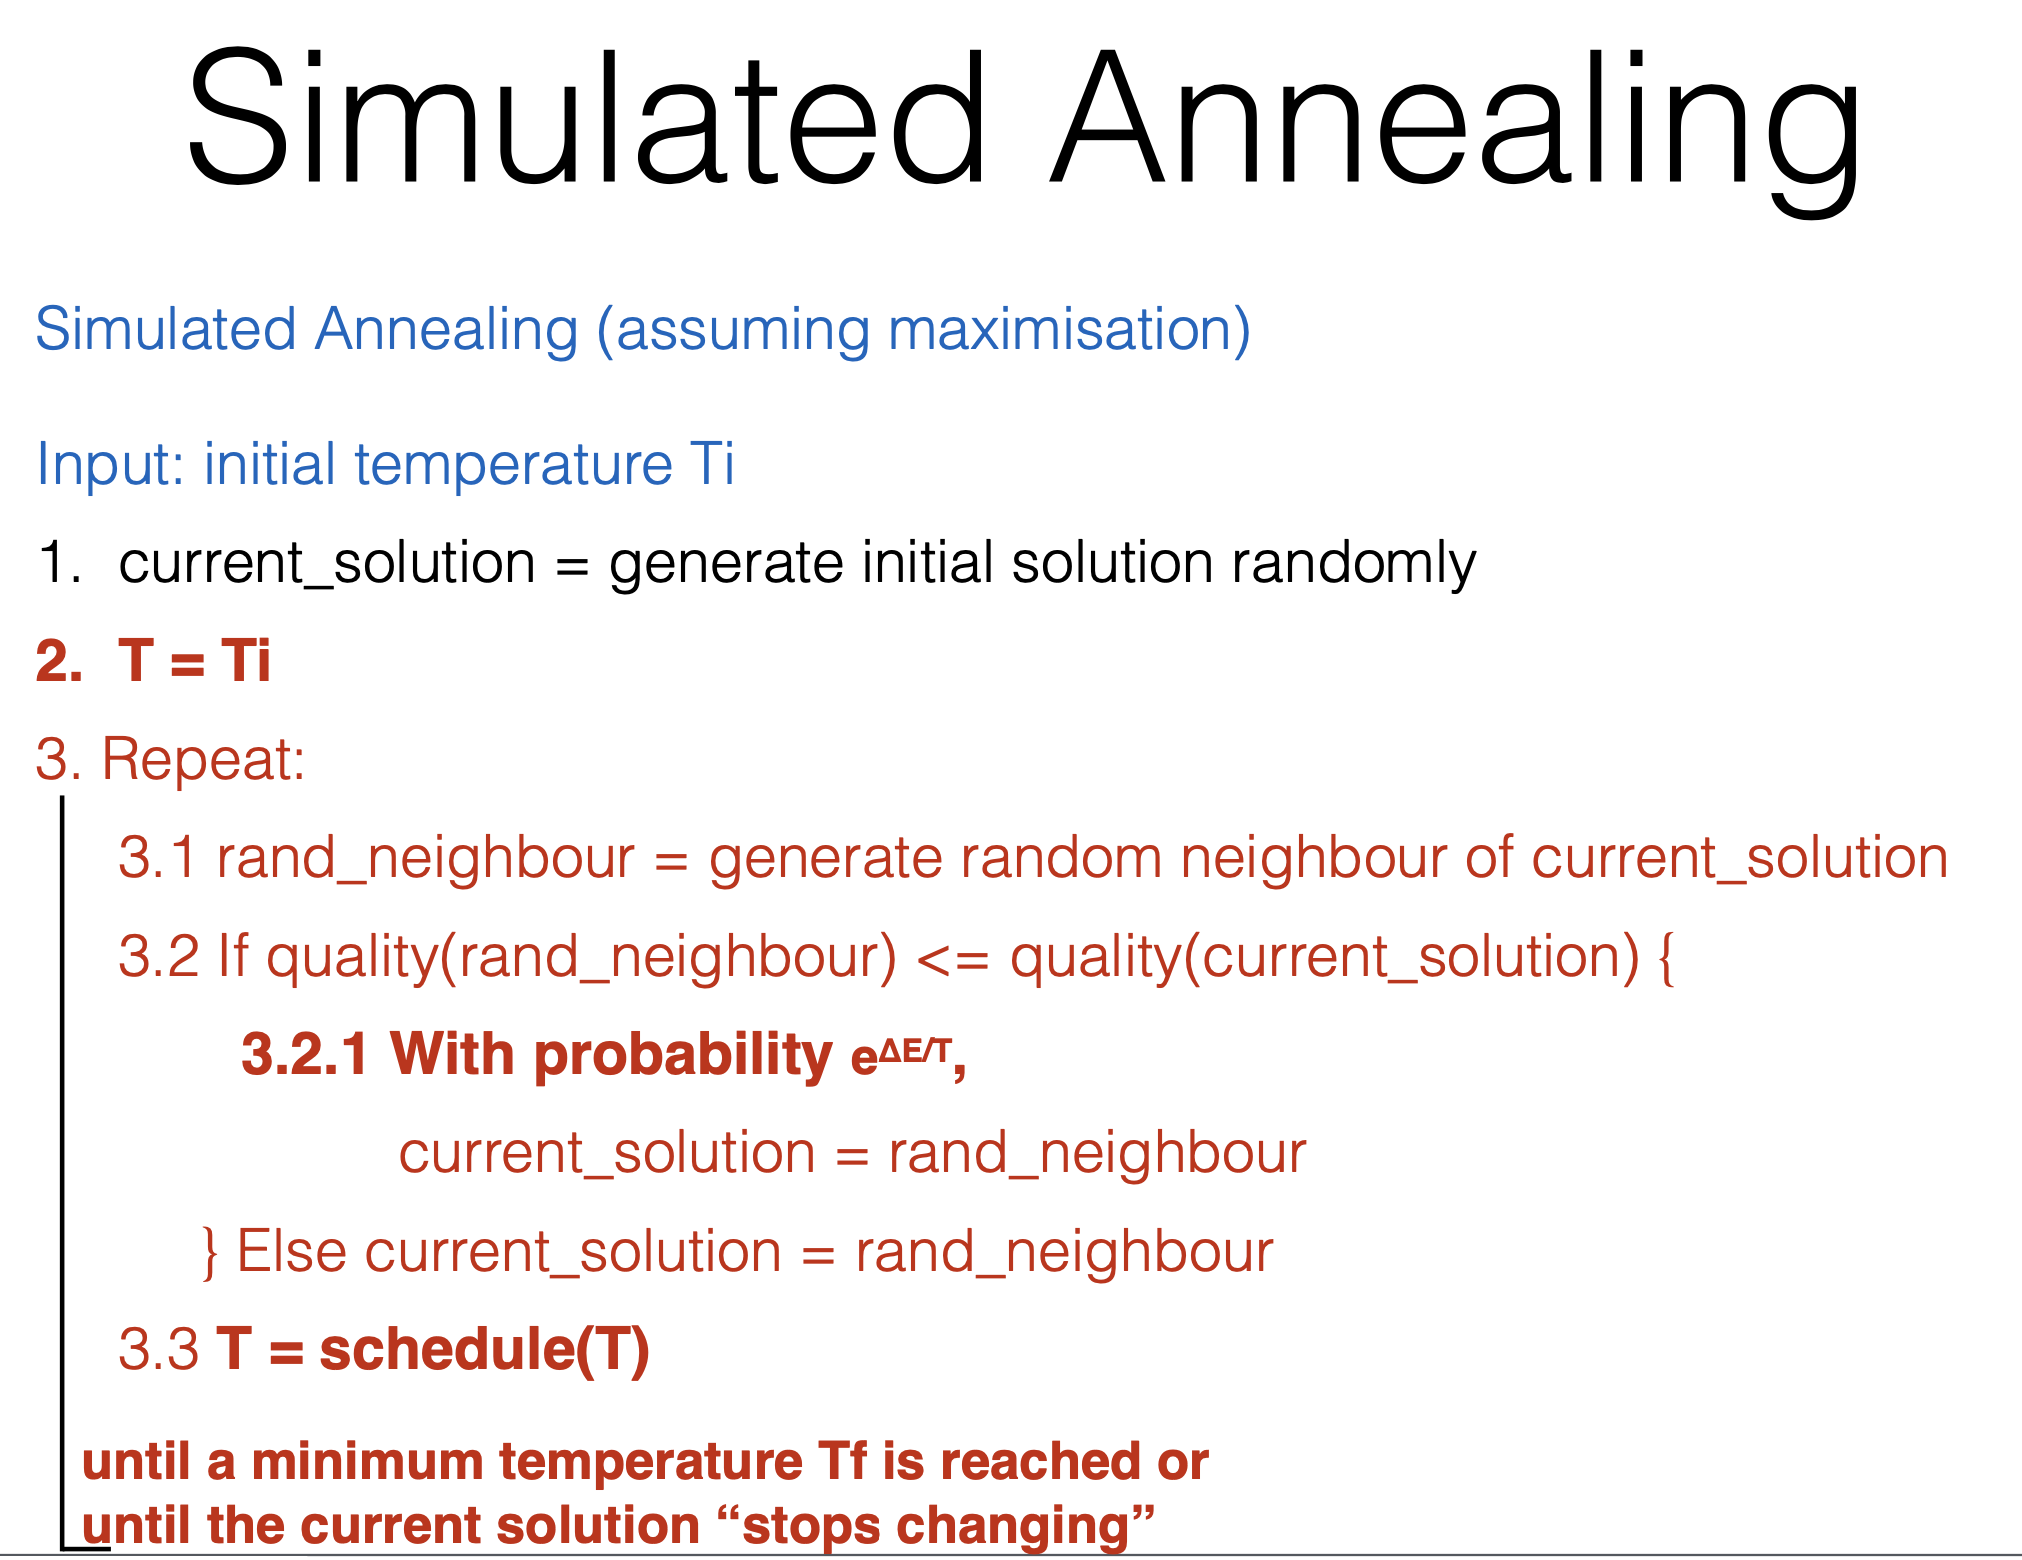 Simulated Annealing
Simulated Annealing (assuming maximisation)
Input: initial temperature Ti
1. current_solution = generate initial solution randomly
2. T = Ti
3. Repeat:
3.1 rand_neighbour = generate random neighbour of current_solution
3.2 If quality(rand_neighbour) <= quality(current_solution) {
3.2.1 With probability e^ΔE/T,
current_solution = rand_neighbour
} Else current_solution = rand_neighbour
3.3 T = schedule(T)
until a minimum temperature Tf is reached or
until the current solution “stops changing”